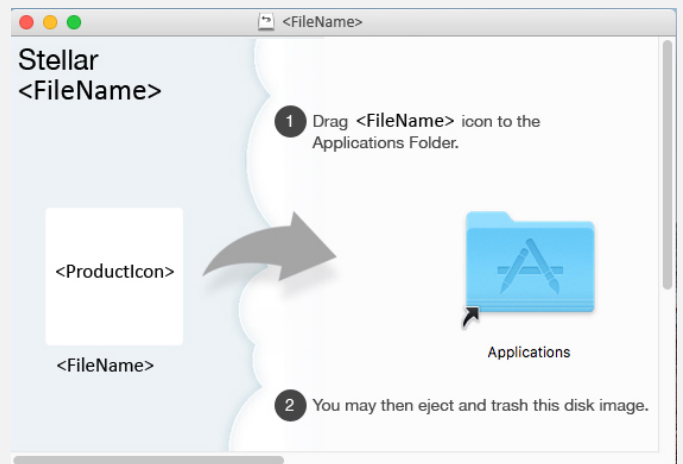 <FileName>
Stellar
<FileName>
1 Drag <FileName> icon to the
Applications Folder.
<ProductIcon>
<FileName>
Applications
2 You may then eject and trash this disk image.